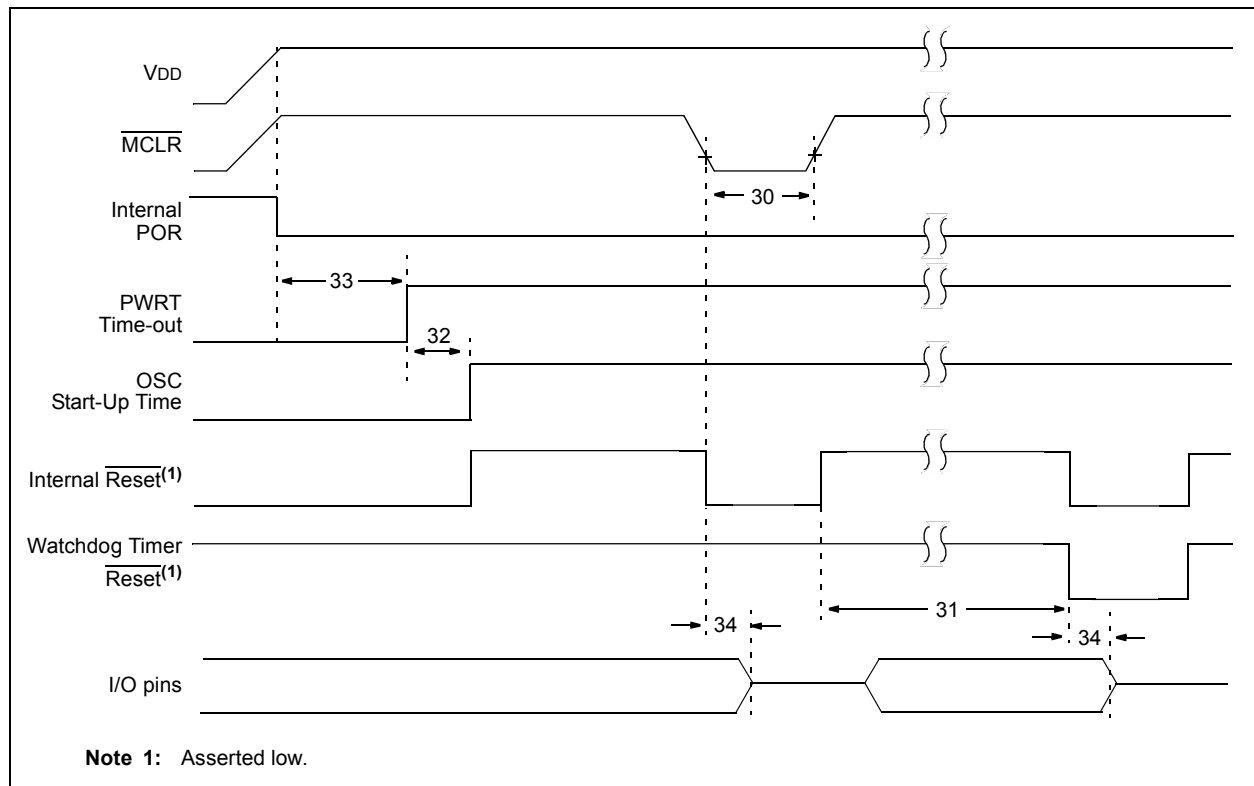 VDD
MCLR
30
Internal
POR
33
PWRT
Time-out
32
OSC
Start-Up Time
Internal Reset(1)
Watchdog Timer
Reset(1)
31
34
34
I/O pins
Note 1: Asserted low.